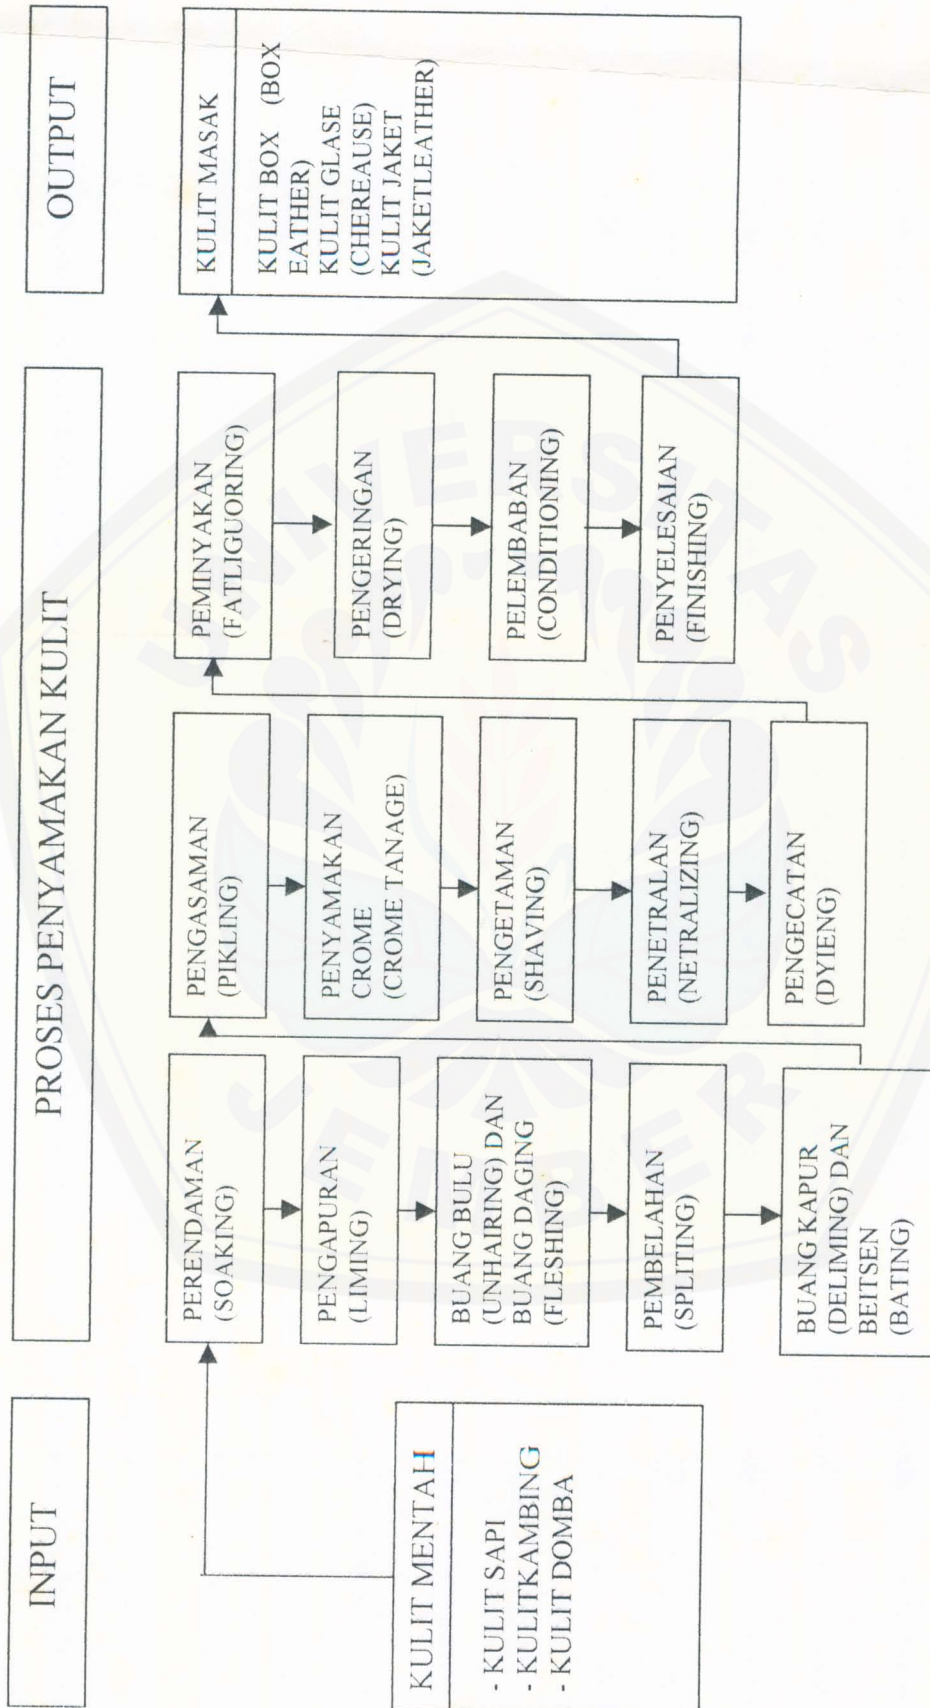 INPUT
PROSES PENYAMAKAN KULIT
OUTPUT
KULIT MENTAH
- KULIT SAPI
- KULITKAMBING
- KULIT DOMBA
PERENDAMAN
(SOAKING)
PENGAPURAN
(LIMING)
BUANG BULU
(UNHAIRING) DAN
BUANG DAGING
(FLESHING)
PEMBELAHAN
(SPLITING)
BUANG KAPUR
(DELIMING) DAN
BEITSEN
(BATING)
PENGASAMAN
(PIKLING)
PENYAMAKAN
CROME
(CROME TANAGE)
PENGETAMAN
(SHAVING)
PENETRALAN
(NETRALIZING)
PENGECATAN
(DYIENG)
PEMINYAKAN
(FATLIGUORING)
PENGERINGAN
(DRYING)
PELEMBABAN
(CONDITIONING)
PENYELESAIAN
(FINISHING)
KULIT MASAK
KULIT BOX (BOX
EATHER)
KULIT GLASE
(CHEREAUSE)
KULIT JAKET
(JAKETLEATHER)
UNIVERSITAS
JEMBER